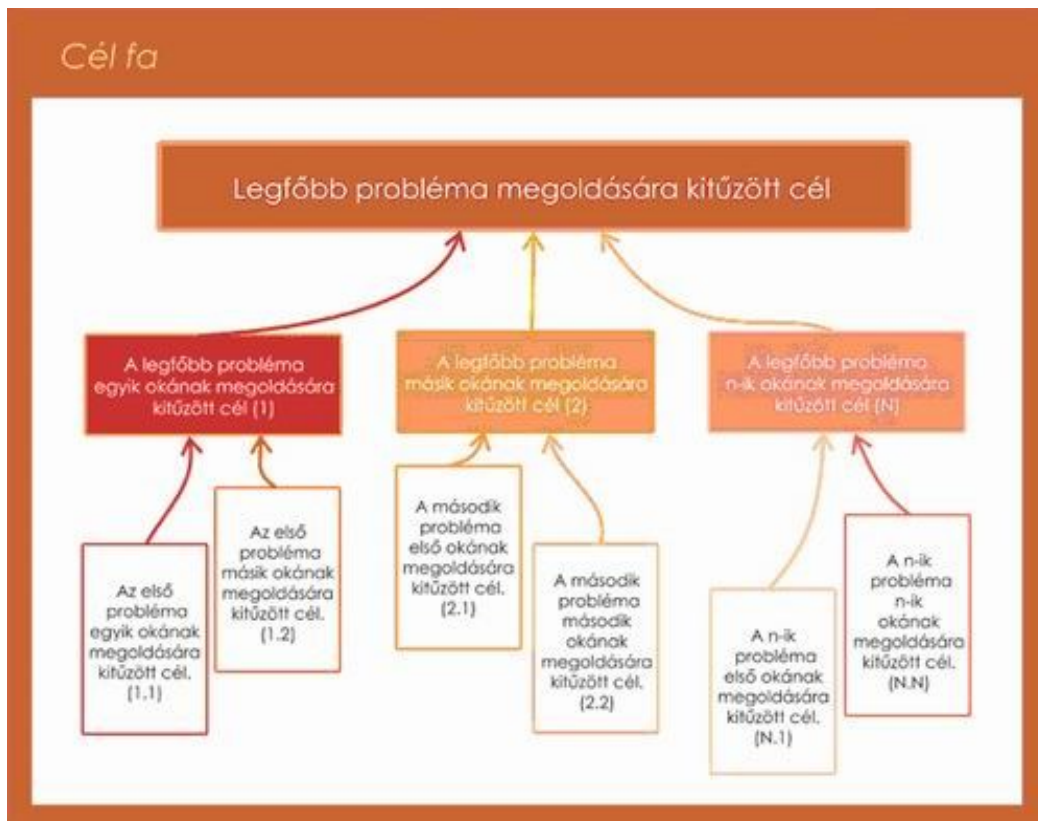 Cél fa
Legfőbb probléma megoldására kitűzött cél
A legfőbb probléma
egyik okának megoldására
kitűzött cél (1)
A legfőbb probléma
másik okának megoldására
kitűzött cél (2)
A legfőbb probléma
n-ik okának megoldására
kitűzött cél (N)
Az első
probléma
egyik okának
megoldására
kitűzött cél.
(1.1)
Az első
probléma
másik okának
megoldására
kitűzött cél.
(1.2)
A második
probléma
első okának
megoldására
kitűzött cél.
(2.1)
A második
probléma
második
okának
megoldására
kitűzött cél.
(2.2)
A n-ik
probléma
első okának
megoldására
kitűzött cél.
(N.1)
A n-ik
probléma
n-ik
okának
megoldására
kitűzött cél.
(N.N)